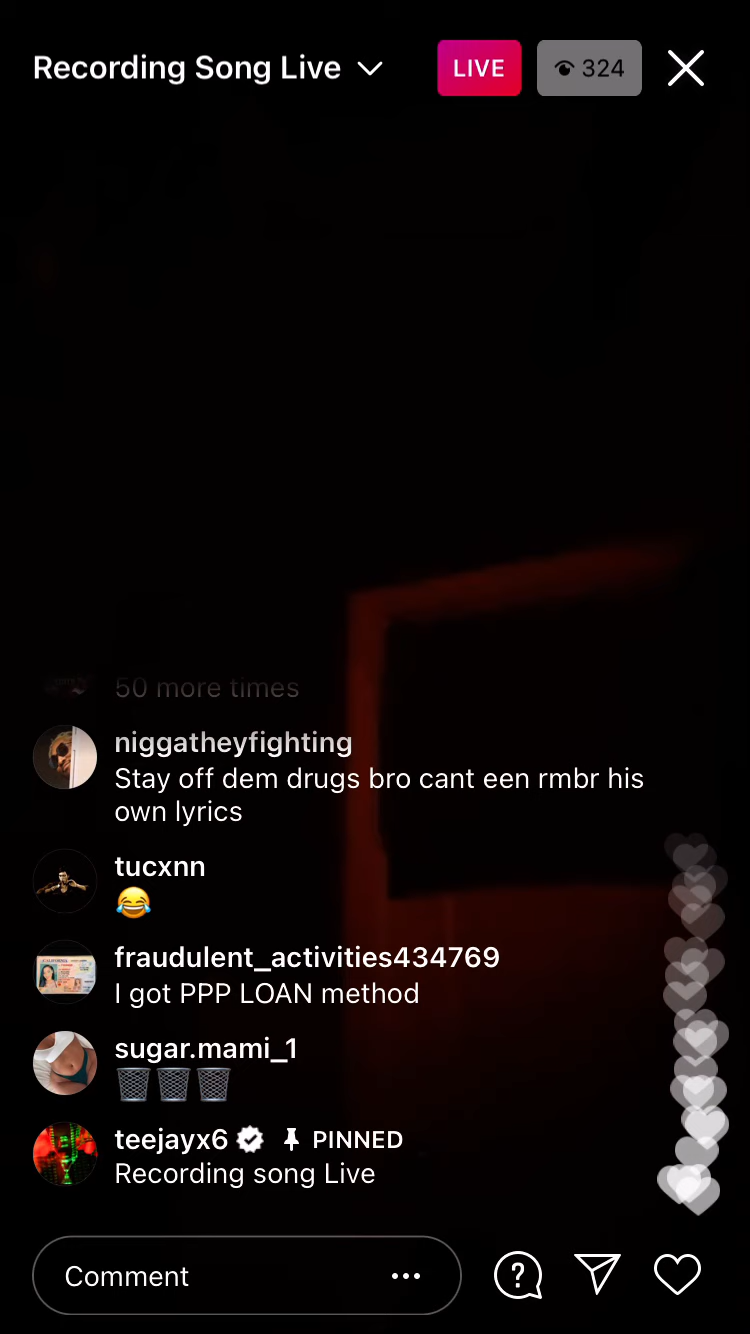 Recording Song Live
LIVE
324
50 more times
niggatheyfighting
Stay off dem drugs bro cant een rmbr his
own lyrics
tucxnn
😂
fraudulent_activities434769
I got PPP LOAN method
sugar.mami_1
🗑️🗑️🗑️
teejayx6 PINNED
Recording song Live
Comment